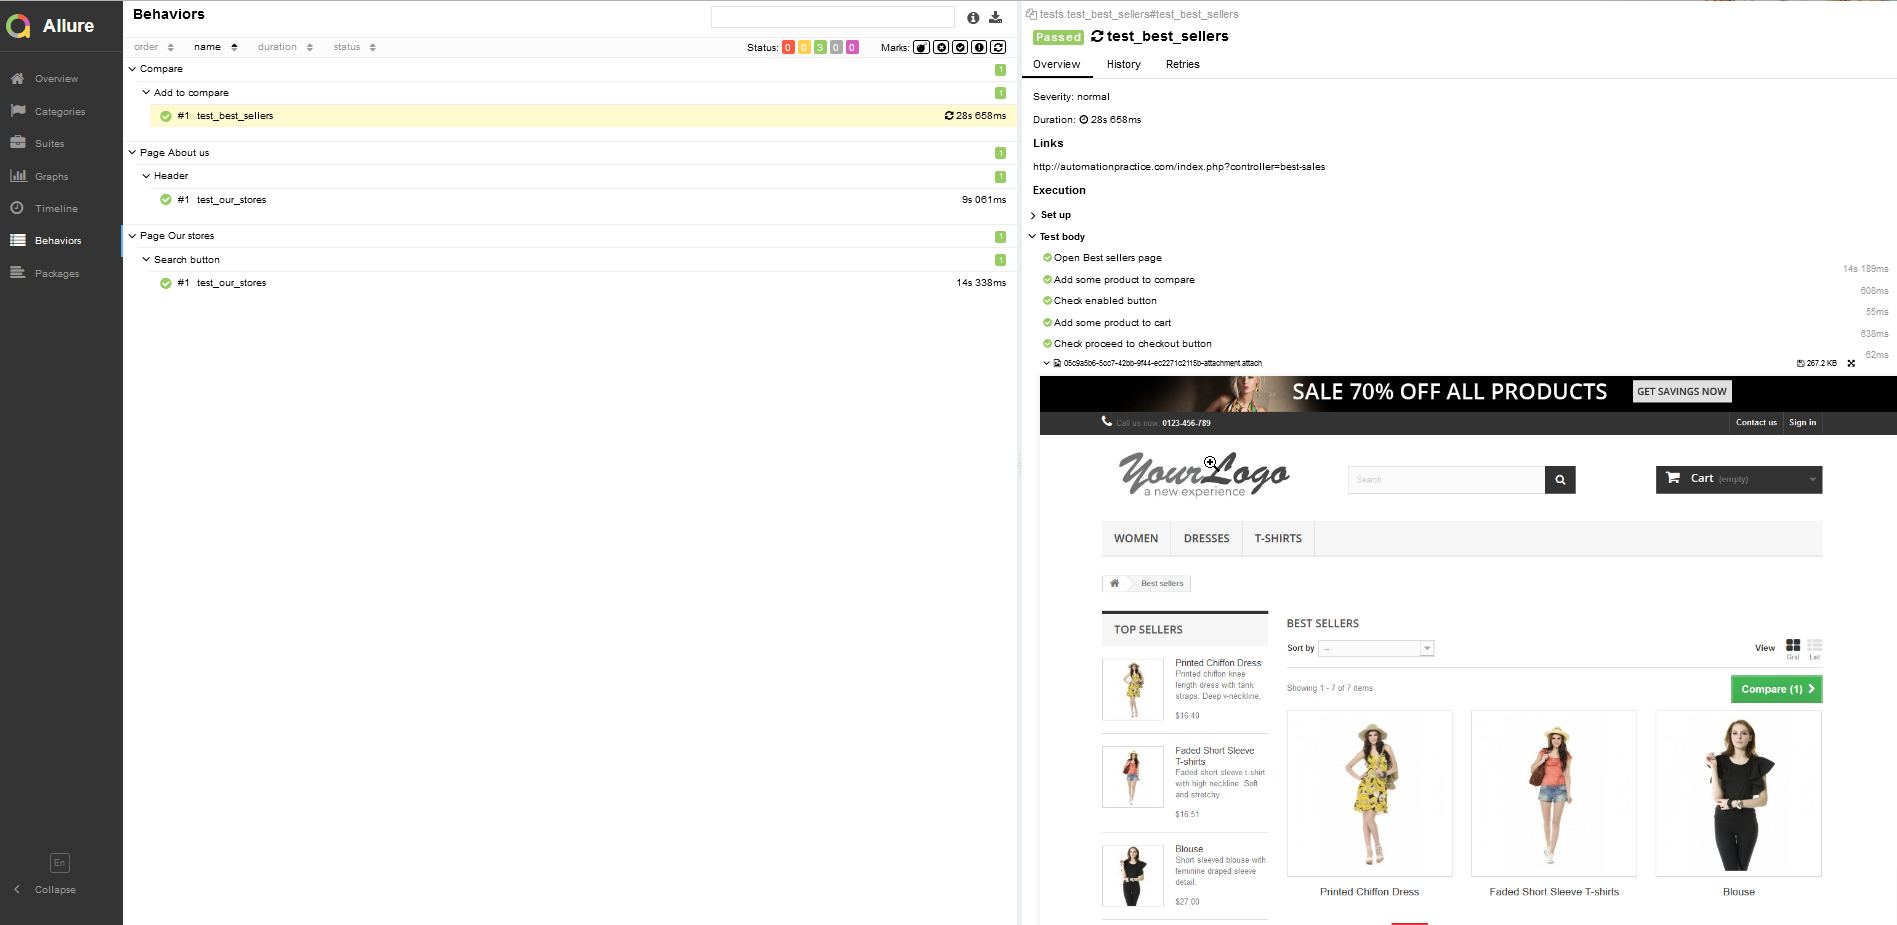 Allure
Overview
Categories
Suites
Graphs
Timeline
Behaviors
Packages
En
Collapse
Behaviors
order name duration status
Status: 0 0 3 0 0 Marks:
Compare 1
Add to compare 1
#1 test_best_sellers 28s 658ms
Page About us 1
Header 1
#1 test_our_stores 9s 061ms
Page Our stores 1
Search button 1
#1 test_our_stores 14s 338ms
tests.test_best_sellers#test_best_sellers
Passed test_best_sellers
Overview History Retries
Severity: normal
Duration: 28s 658ms
Links
http://automationpractice.com/index.php?controller=best-sales
Execution
Set up
Test body
Open Best sellers page
14s 189ms
Add some product to compare
608ms
Check enabled button
55ms
Add some product to cart
638ms
Check proceed to checkout button
62ms
05c9a5b6-5cc7-42bb-9f44-ec2271c2115b-attachment.attach 267.2 KB
SALE 70% OFF ALL PRODUCTS GET SAVINGS NOW
Call us now: 0123-456-789 Contact us Sign in
YourLogo
a new experience
Search
Cart (empty)
WOMEN DRESSES T-SHIRTS
Best sellers
TOP SELLERS
Printed Chiffon Dress
Printed chiffon knee
length dress with tank
straps. Deep v-neckline.
$16.40
Faded Short Sleeve
T-shirts
Faded short sleeve t-shirt
with high neckline. Soft
and stretchy...
$16.51
Blouse
Short sleeved blouse with
feminine draped sleeve
detail.
$27.00
BEST SELLERS
Sort by -- View Grid List
Showing 1 - 7 of 7 items
Compare (1)
Printed Chiffon Dress Faded Short Sleeve T-shirts Blouse